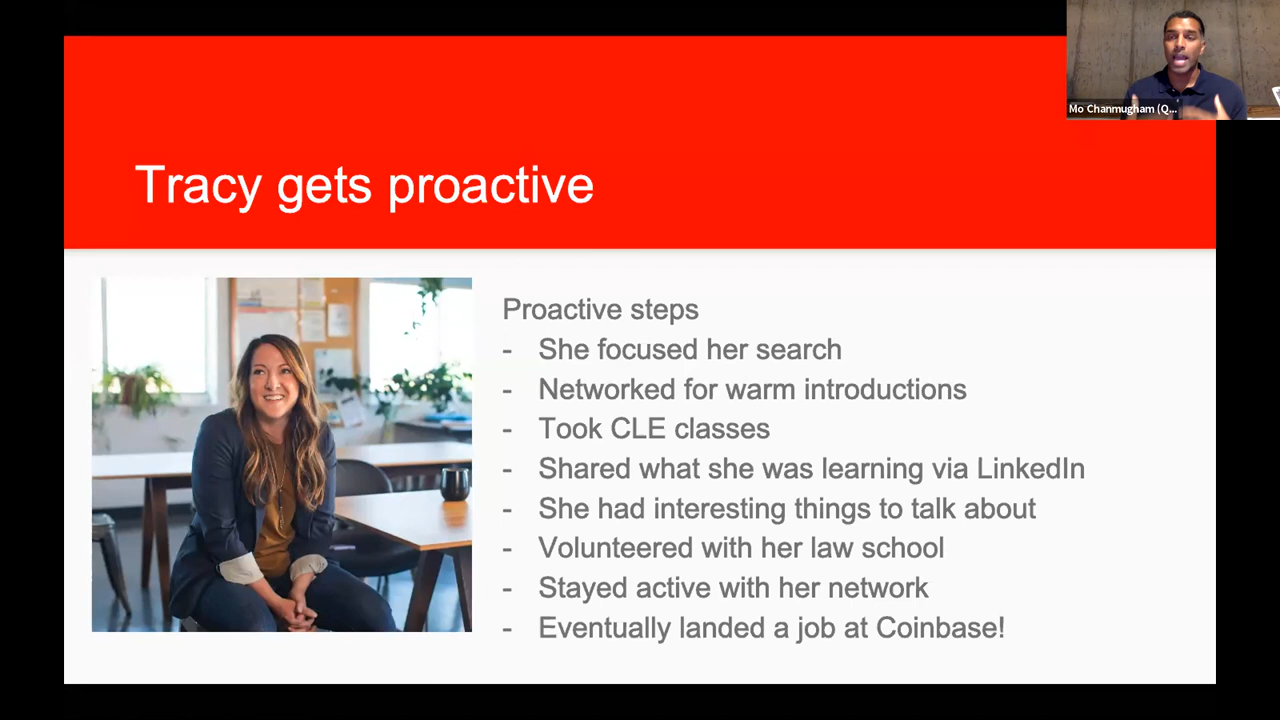 Mo Chanmugham (Q...
Tracy gets proactive
Proactive steps
- She focused her search
- Networked for warm introductions
- Took CLE classes
- Shared what she was learning via LinkedIn
- She had interesting things to talk about
- Volunteered with her law school
- Stayed active with her network
- Eventually landed a job at Coinbase!